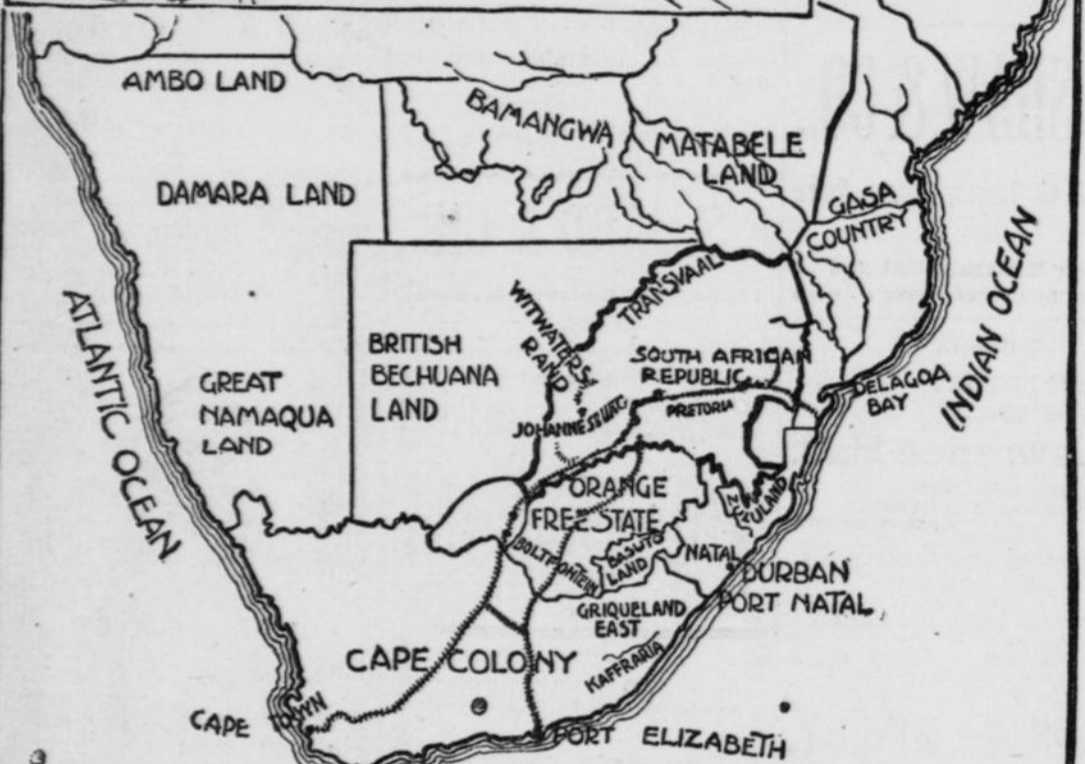 AMBO LAND
BAMANGWA
MATABELE
LAND
DAMARA LAND
GASA
COUNTRY
TRANSVAAL
WITWATERS
RAND
ATLANTIC OCEAN
INDIAN OCEAN
BRITISH
BECHUANA
LAND
SOUTH AFRICAN
REPUBLIC
GREAT
NAMAQUA
LAND
PRETORIA
DELAGOA
BAY
JOHANNESBURG
ORANGE
FREE STATE
ZULULAND
BOLTFONTEIN
BASUTO
LAND
NATAL
DURBAN
PORT NATAL
GRIQUELAND
EAST
KAFFRARIA
CAPE COLONY
CAPE TOWN
PORT ELIZABETH